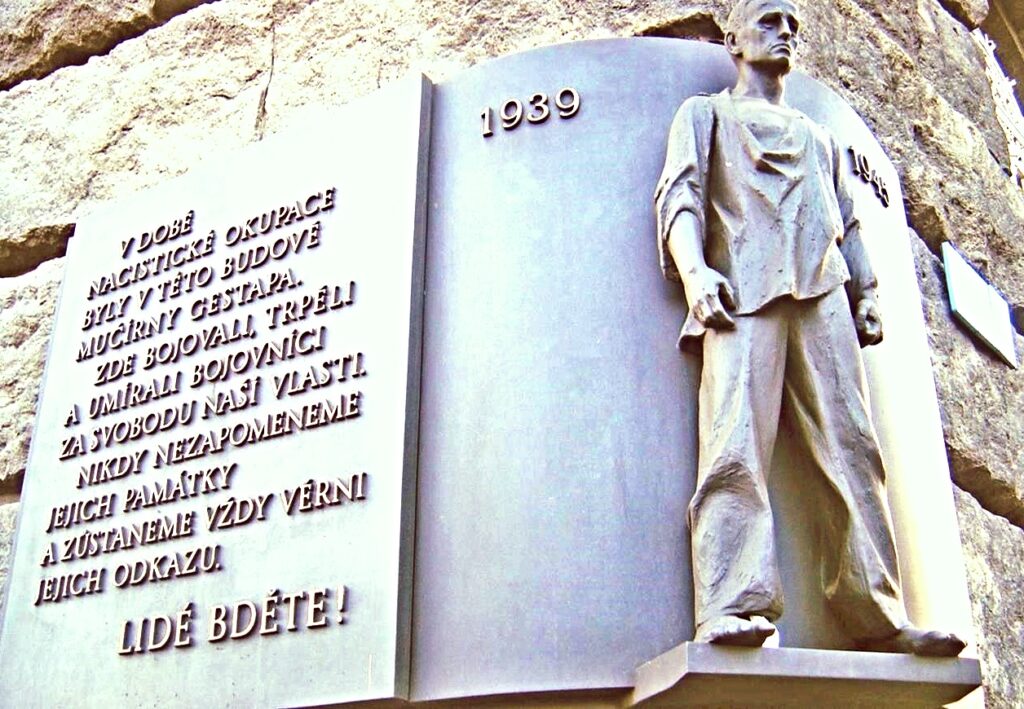 V DOBĚ
NACISTICKÉ OKUPACE
BYLY V TÉTO BUDOVĚ
MUČÍRNY GESTAPA.
ZDE BOJOVALI, TRPĚLI
A UMÍRALI BOJOVNÍCI
ZA SVOBODU NAŠÍ VLASTI.
NIKDY NEZAPOMENEME
JEJICH PAMÁTKY
A ZŮSTANEME VŽDY VĚRNI
JEJICH ODKAZU.
LIDÉ BDĚTE!
1939
1945